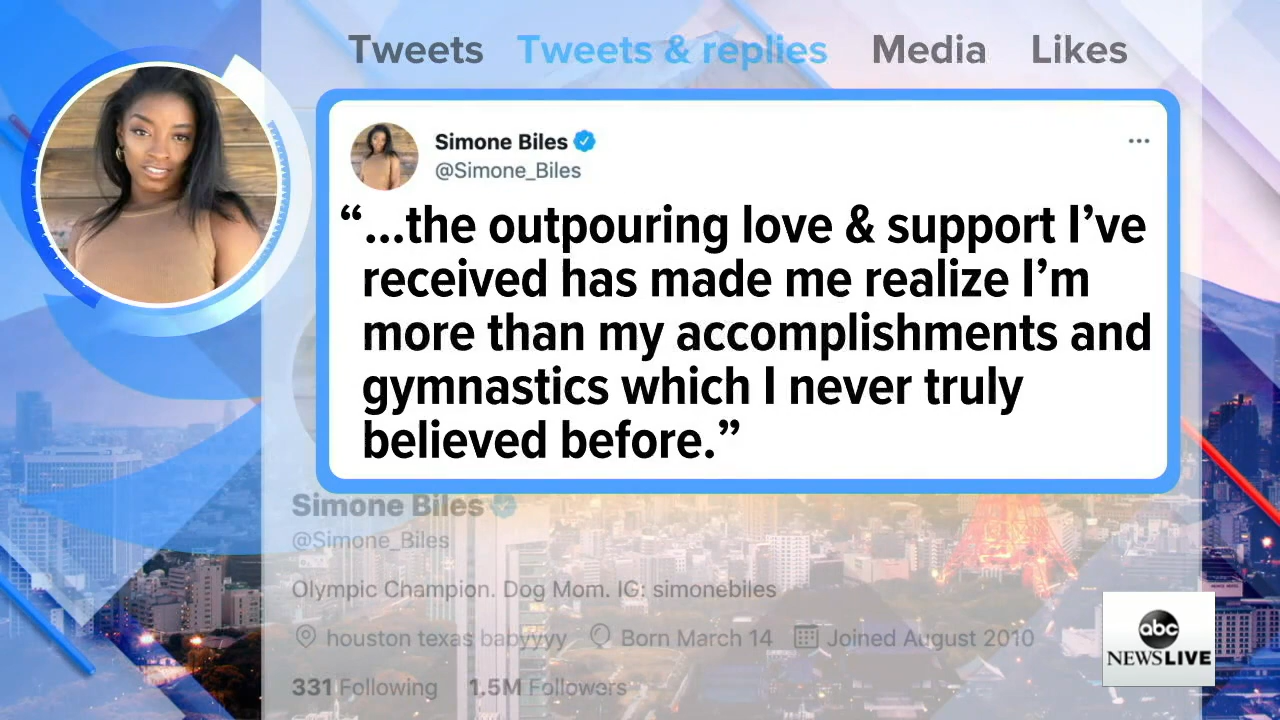 Tweets Tweets & replies Media Likes
Simone Biles
@Simone_Biles
“...the outpouring love & support I’ve
received has made me realize I’m
more than my accomplishments and
gymnastics which I never truly
believed before.”
Simone Biles
@Simone_Biles
Olympic Champion. Dog Mom. IG: simonebiles
houston texas babyyyy Born March 14 Joined August 2010
331 Following 1.5M Followers
abc
NEWSLIVE